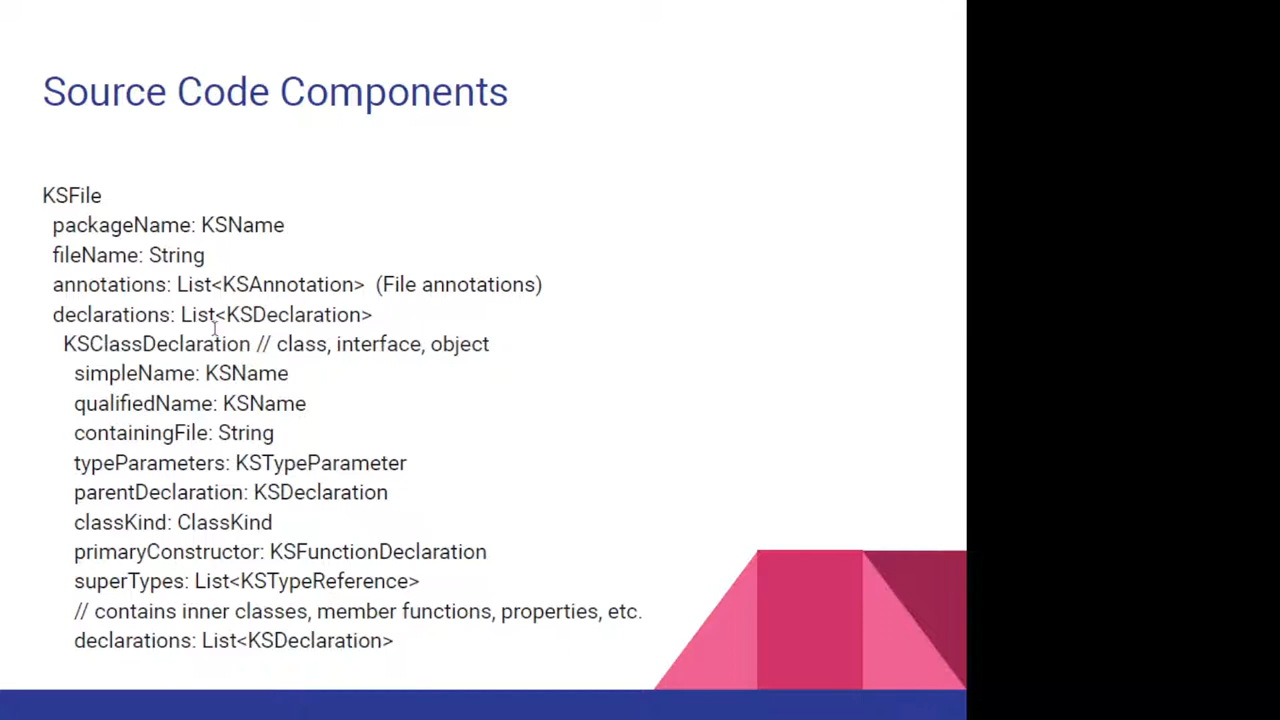 Source Code Components
KSFile
packageName: KSName
fileName: String
annotations: List<KSAnnotation> (File annotations)
declarations: List<KSDeclaration>
KSClassDeclaration // class, interface, object
simpleName: KSName
qualifiedName: KSName
containingFile: String
typeParameters: KSTypeParameter
parentDeclaration: KSDeclaration
classKind: ClassKind
primaryConstructor: KSFunctionDeclaration
superTypes: List<KSTypeReference>
// contains inner classes, member functions, properties, etc.
declarations: List<KSDeclaration>